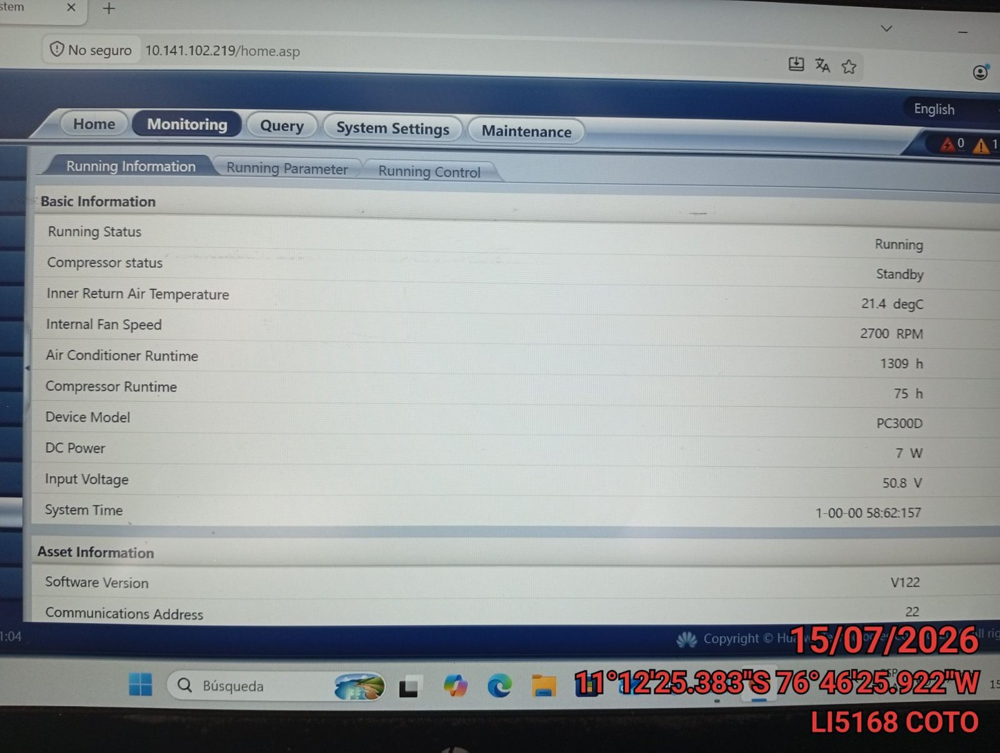 stem
No seguro 10.141.102.219/home.asp
English
Home Monitoring Query System Settings Maintenance
0 1
Running Information Running Parameter Running Control
Basic Information
Running Status Running
Compressor status Standby
Inner Return Air Temperature 21.4 degC
Internal Fan Speed 2700 RPM
Air Conditioner Runtime 1309 h
Compressor Runtime 75 h
Device Model PC300D
DC Power 7 W
Input Voltage 50.8 V
System Time 1-00-00 58:62:157
Asset Information
Software Version V122
Communications Address 22
1:04 Copyright ©
15/07/2026
Búsqueda
11°12'25.383"S 76°46'25.922"W
LI5168 COTO